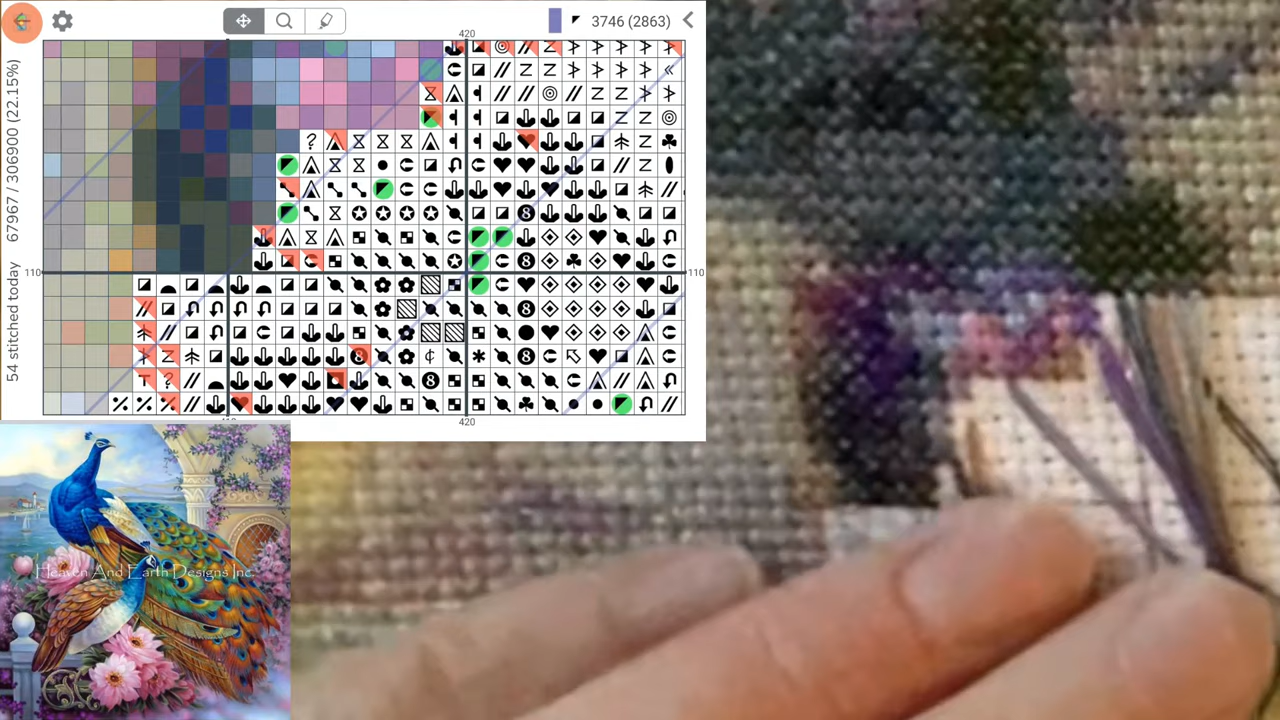 3746 (2863)
420
54 stitched today 67967 / 306900 (22.15%)
110
110
420
Heaven And Earth Designs Inc.